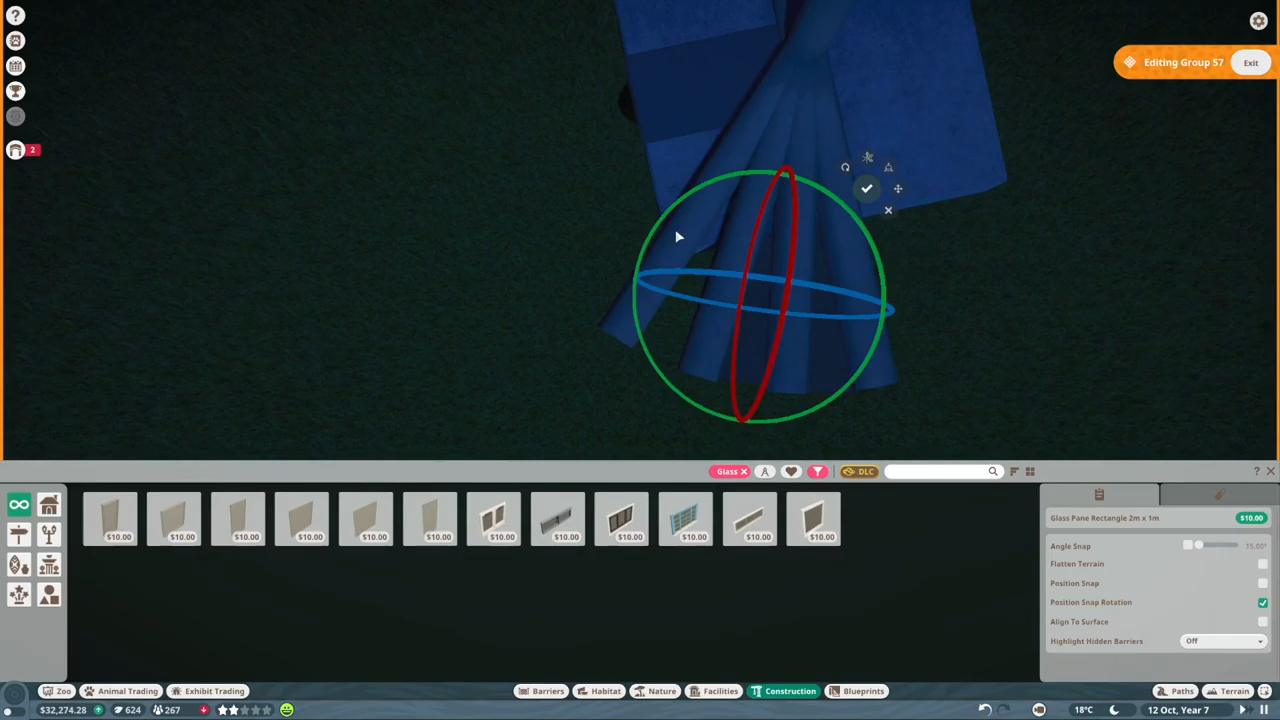 Editing Group 57
Exit
2
Glass
DLC
$10.00 $10.00 $10.00 $10.00 $10.00 $10.00 $10.00 $10.00 $10.00 $10.00 $10.00 $10.00
Glass Pane Rectangle 2m x 1m $10.00
Angle Snap 15.00°
Flatten Terrain
Position Snap
Position Snap Rotation
Align To Surface
Highlight Hidden Barriers Off
Zoo Animal Trading Exhibit Trading Barriers Habitat Nature Facilities Construction Blueprints Paths Terrain
$32,274.28 624 267 18°C 12 Oct, Year 7